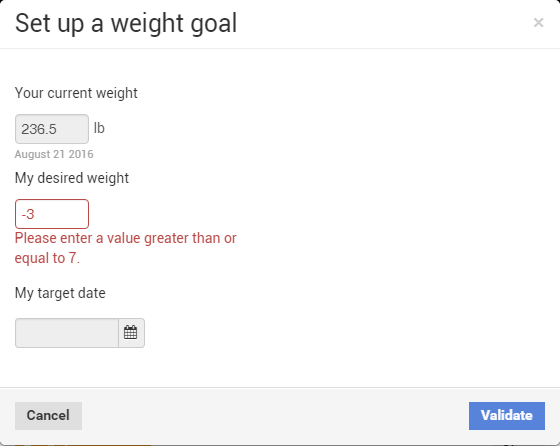 Set up a weight goal ×
Your current weight
236.5 lb
August 21 2016
My desired weight
-3
Please enter a value greater than or
equal to 7.
My target date
Cancel Validate